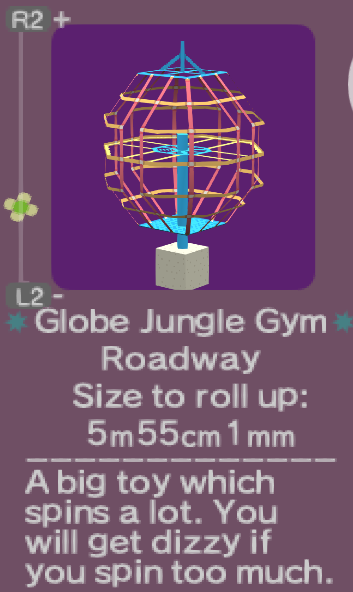 R2 +
L2 -
Globe Jungle Gym
Roadway
Size to roll up:
5m55cm1mm
A big toy which
spins a lot. You
will get dizzy if
you spin too much.